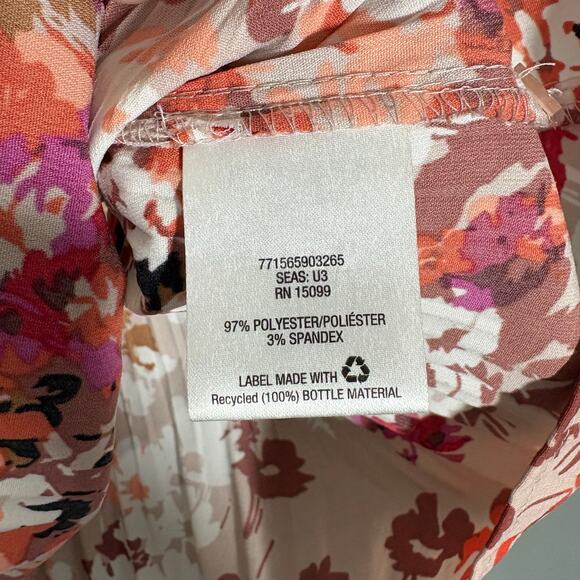 771565903265
SEAS: U3
RN 15099
97% POLYESTER/POLIÉSTER
3% SPANDEX
LABEL MADE WITH
Recycled (100%) BOTTLE MATERIAL